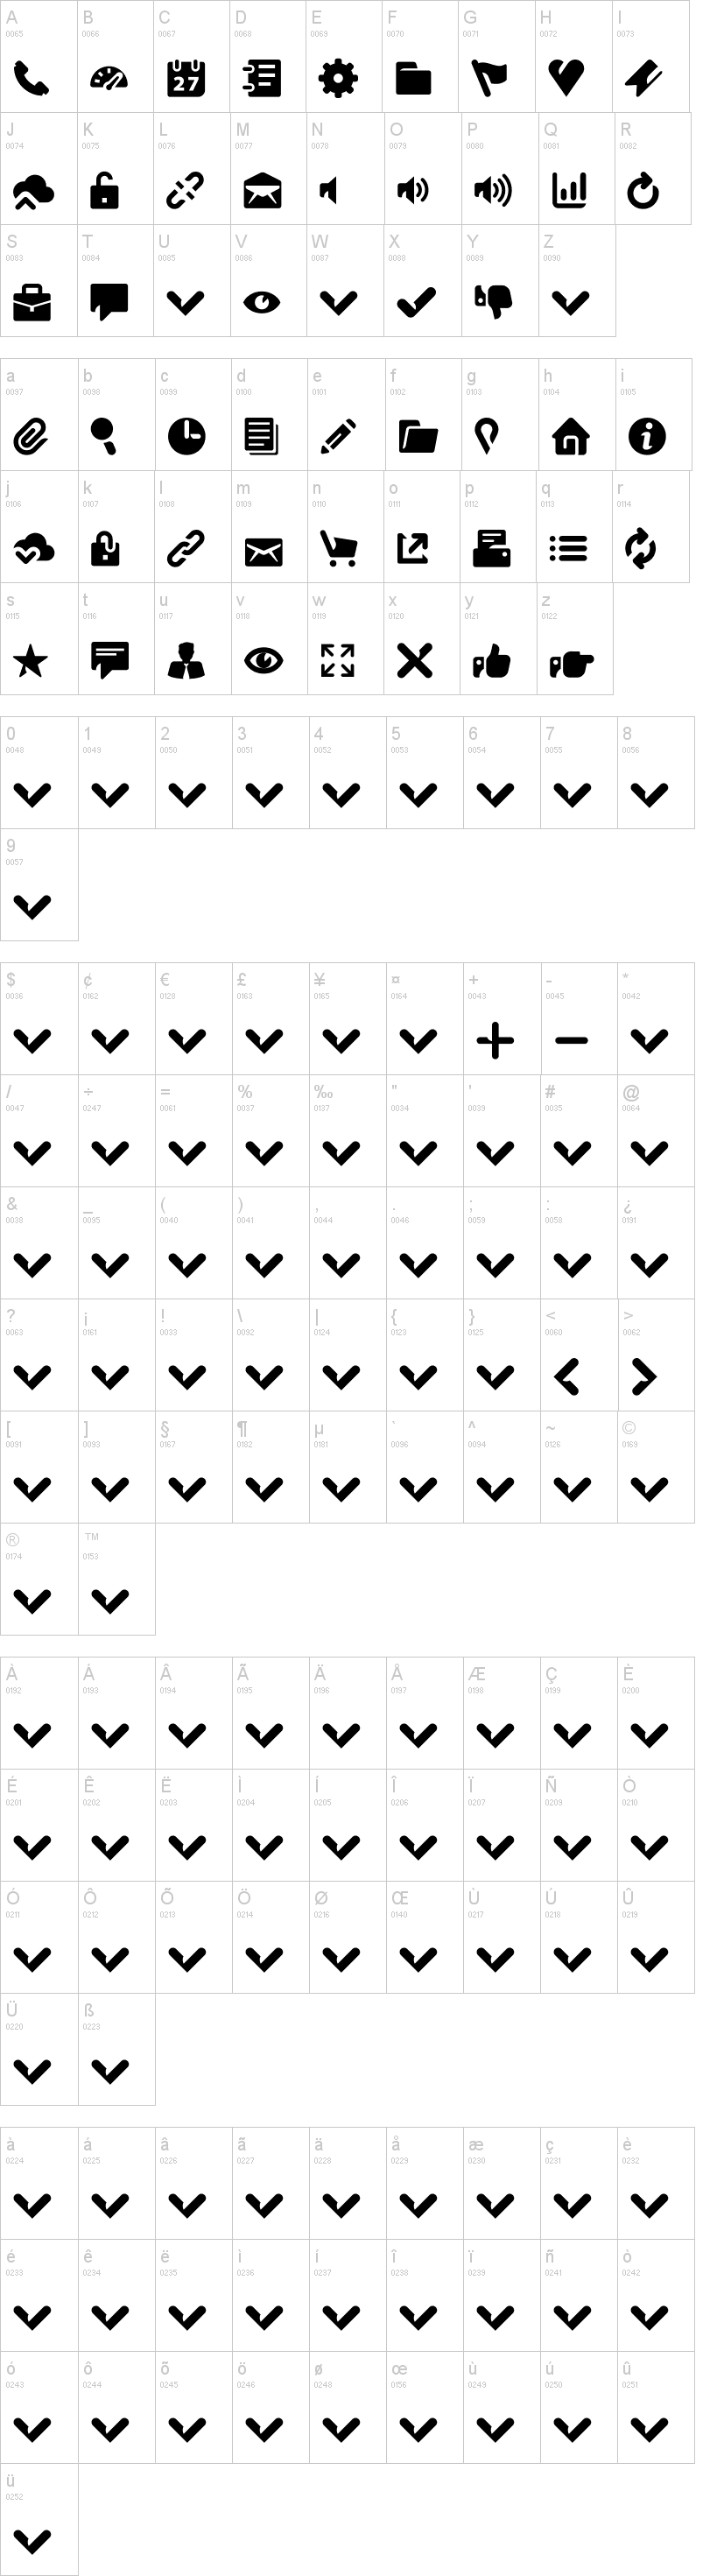 A B C D E F G H I
0065 0066 0067 0068 0069 0070 0071 0072 0073
27
J K L M N O P Q R
0074 0075 0076 0077 0078 0079 0080 0081 0082
S T U V W X Y Z
0083 0084 0085 0086 0087 0088 0089 0090
a b c d e f g h i
0097 0098 0099 0100 0101 0102 0103 0104 0105
i
j k l m n o p q r
0106 0107 0108 0109 0110 0111 0112 0113 0114
s t u v w x y z
0115 0116 0117 0118 0119 0120 0121 0122
0 1 2 3 4 5 6 7 8
0048 0049 0050 0051 0052 0053 0054 0055 0056
9
0057
$ ¢ € £ ¥ ¤ + - *
0036 0162 0128 0163 0165 0164 0043 0045 0042
/ ÷ = % ‰ " ' # @
0047 0247 0061 0037 0137 0034 0039 0035 0064
& _ ( ) , . ; : ¿
0038 0095 0040 0041 0044 0046 0059 0058 0191
? ¡ ! \ | { } < >
0063 0161 0033 0092 0124 0123 0125 0060 0062
[ ] § ¶ µ ` ^ ~ ©
0091 0093 0167 0182 0181 0096 0094 0126 0169
® ™
0174 0153
À Á Â Ã Ä Å Æ Ç È
0192 0193 0194 0195 0196 0197 0198 0199 0200
É Ê Ë Ì Í Î Ï Ñ Ò
0201 0202 0203 0204 0205 0206 0207 0209 0210
Ó Ô Õ Ö Ø Œ Ù Ú Û
0211 0212 0213 0214 0216 0140 0217 0218 0219
Ü ß
0220 0223
à á â ã ä å æ ç è
0224 0225 0226 0227 0228 0229 0230 0231 0232
é ê ë ì í î ï ñ ò
0233 0234 0235 0236 0237 0238 0239 0241 0242
ó ô õ ö ø œ ù ú û
0243 0244 0245 0246 0248 0156 0249 0250 0251
ü
0252